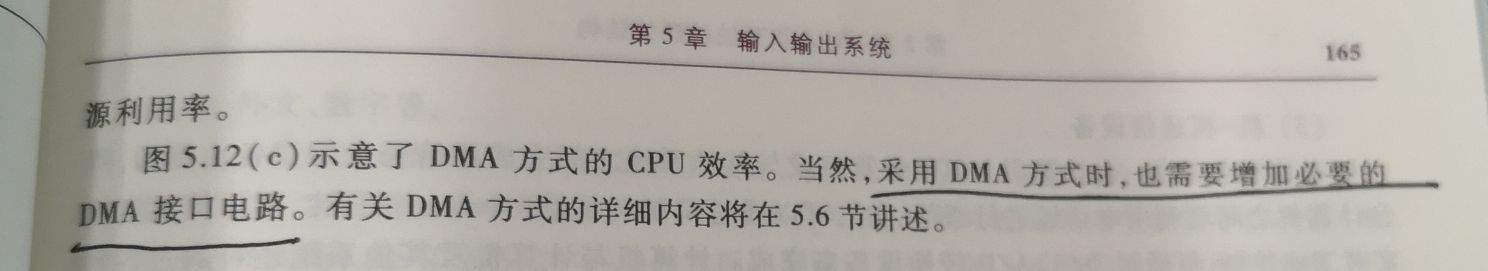 第 5 章 输入输出系统 165
源利用率。
图 5.12(c)示意了 DMA 方式的 CPU 效率。当然,采用 DMA 方式时,也需要增加必要的
DMA 接口电路。有关 DMA 方式的详细内容将在 5.6 节讲述。